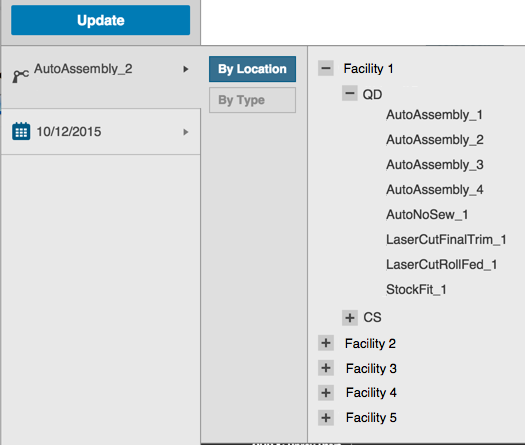 Update
AutoAssembly_2
10/12/2015
By Location
By Type
Facility 1
QD
AutoAssembly_1
AutoAssembly_2
AutoAssembly_3
AutoAssembly_4
AutoNoSew_1
LaserCutFinalTrim_1
LaserCutRollFed_1
StockFit_1
CS
Facility 2
Facility 3
Facility 4
Facility 5